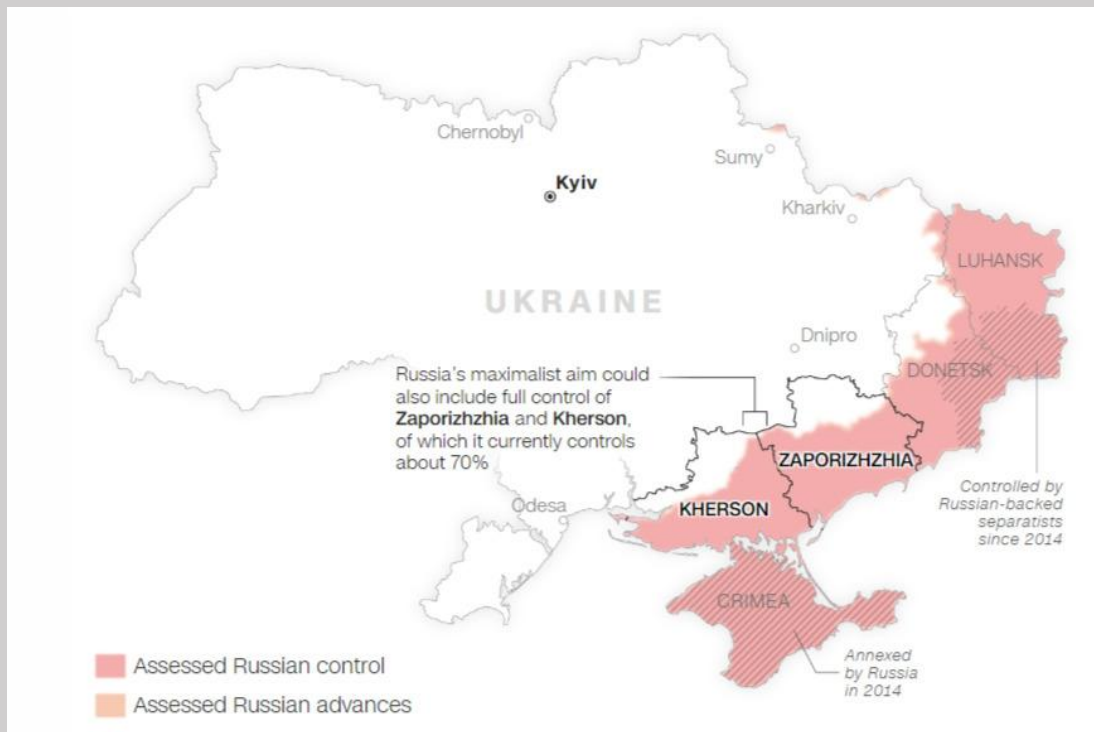 Chernobyl
Sumy
Kyiv
Kharkiv
LUHANSK
UKRAINE
Dnipro
DONETSK
Russia's maximalist aim could
also include full control of
Zaporizhzhia and Kherson,
of which it currently controls
about 70%
ZAPORIZHZHIA
Controlled by
Russian-backed
separatists
since 2014
KHERSON
Odesa
CRIMEA
Annexed
by Russia
in 2014
Assessed Russian control
Assessed Russian advances